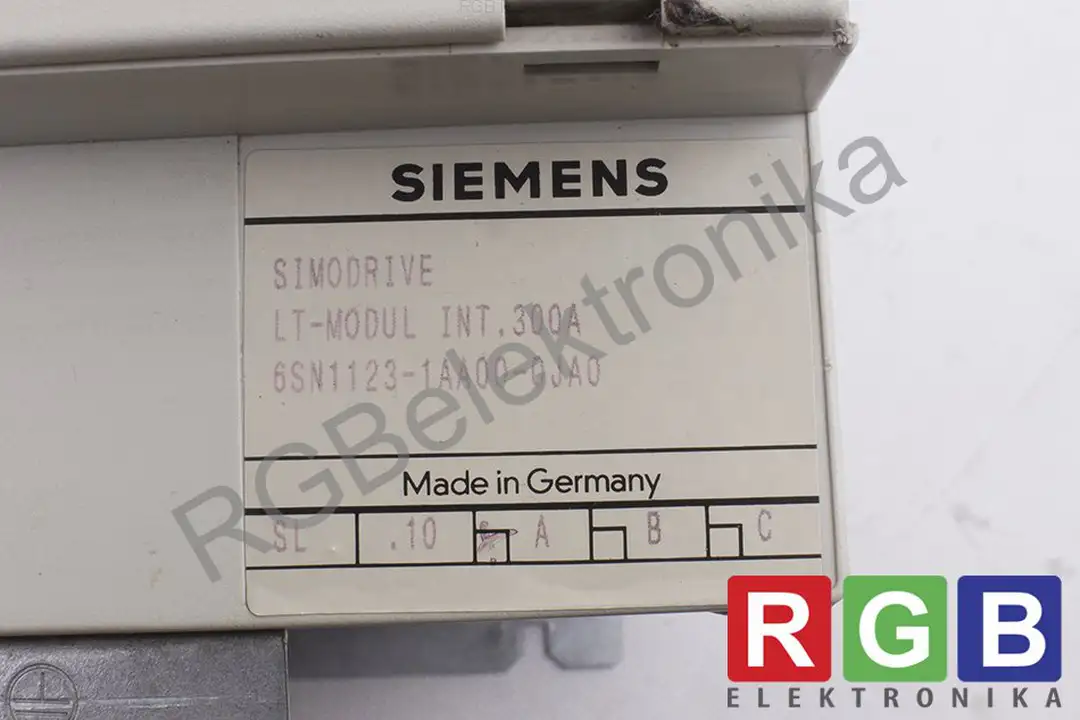 SIEMENS
SIMODRIVE
LT-MODUL INT.300A
6SN1123-1AA00-0JA0
Made in Germany
SL .10 A B C
RGBelektronika
RGB
ELEKTRONIKA